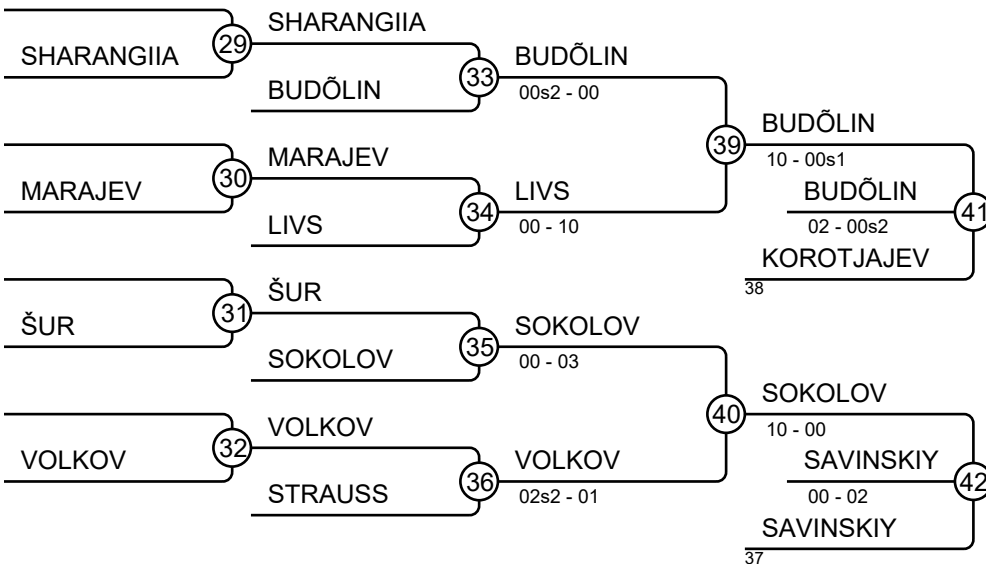 SHARANGIIA
29
SHARANGIIA
BUDÕLIN
33
BUDÕLIN
00s2 - 00
MARAJEV
30
MARAJEV
LIVS
34
LIVS
00 - 10
39
BUDÕLIN
10 - 00s1
BUDÕLIN
02 - 00s2
41
KOROTJAJEV
38
ŠUR
31
ŠUR
SOKOLOV
35
SOKOLOV
00 - 03
VOLKOV
32
VOLKOV
STRAUSS
36
VOLKOV
02s2 - 01
40
SOKOLOV
10 - 00
SAVINSKIY
00 - 02
42
SAVINSKIY
37